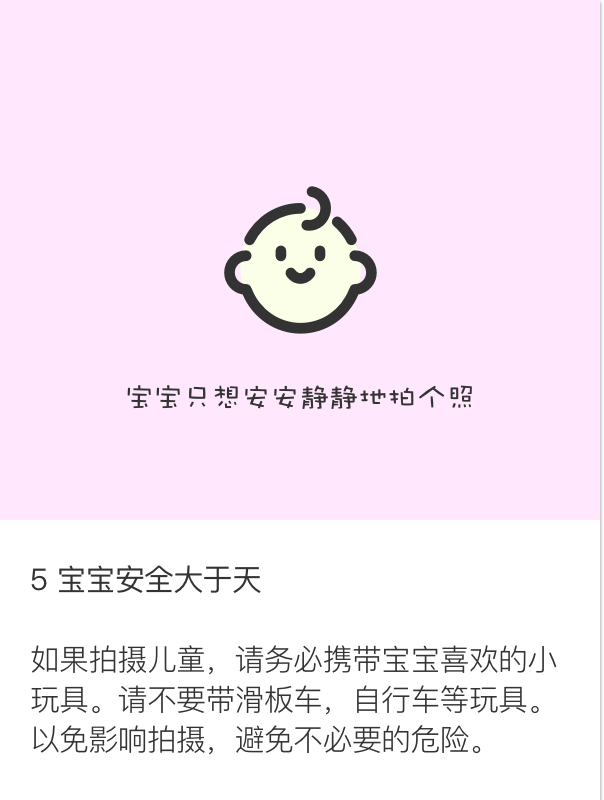 宝宝只想安安静静地拍个照
5 宝宝安全大于天
如果拍摄儿童，请务必携带宝宝喜欢的小
玩具。请不要带滑板车，自行车等玩具。
以免影响拍摄，避免不必要的危险。